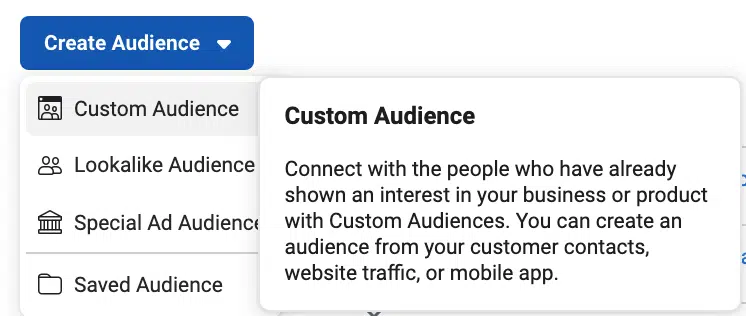 Create Audience
Custom Audience
Lookalike Audience
Special Ad Audience
Saved Audience
Custom Audience
Connect with the people who have already
shown an interest in your business or product
with Custom Audiences. You can create an
audience from your customer contacts,
website traffic, or mobile app.